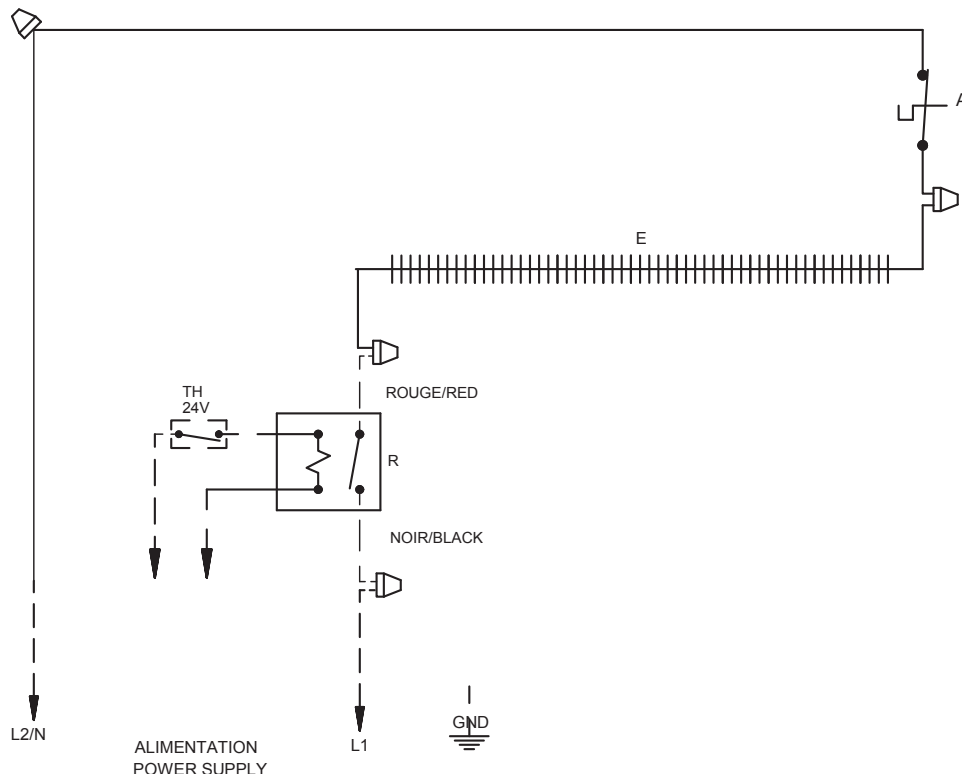 A
E
ROUGE/RED
TH
24V
R
NOIR/BLACK
GND
L2/N
L1
ALIMENTATION
POWER SUPPLY